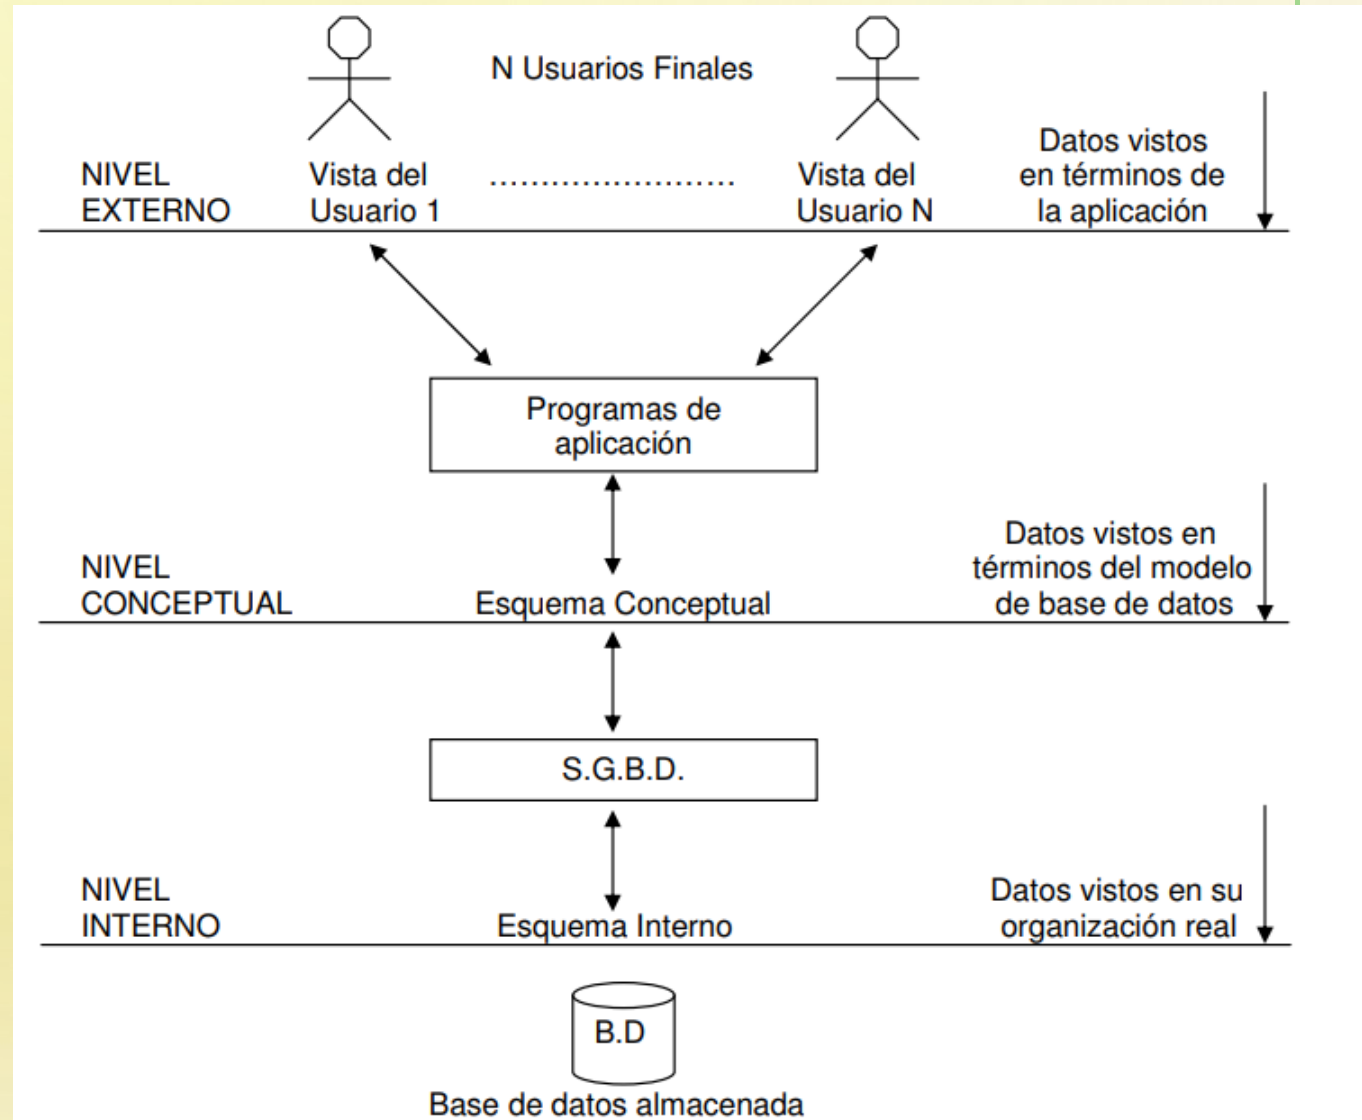 N Usuarios Finales
NIVEL
EXTERNO
Vista del
Usuario 1
........................
Vista del
Usuario N
Datos vistos
en términos de
la aplicación
Programas de
aplicación
NIVEL
CONCEPTUAL
Esquema Conceptual
Datos vistos en
términos del modelo
de base de datos
S.G.B.D.
NIVEL
INTERNO
Esquema Interno
Datos vistos en su
organización real
B.D
Base de datos almacenada